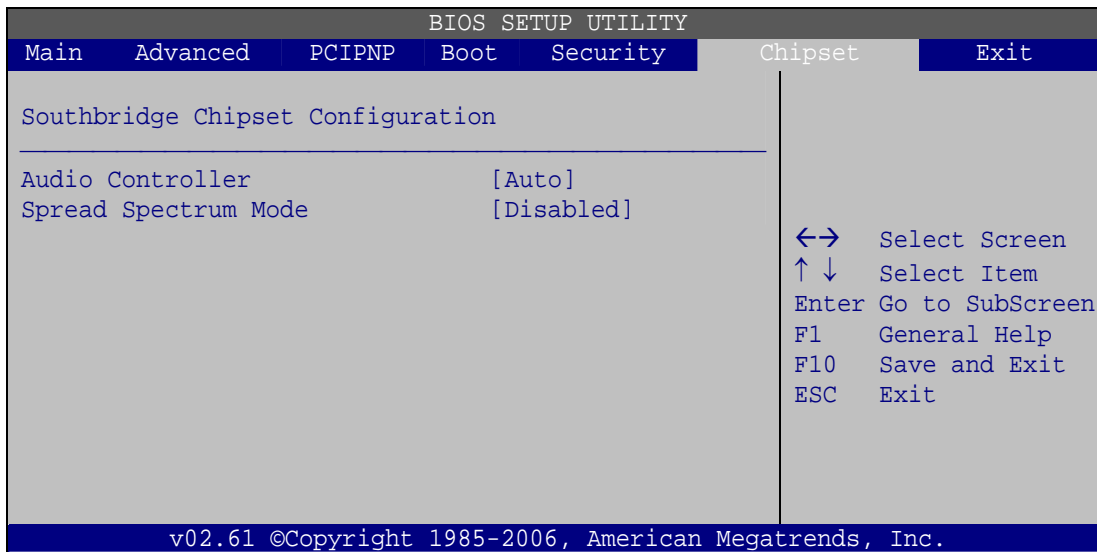 BIOS SETUP UTILITY
Main Advanced PCIPNP Boot Security Chipset Exit
Southbridge Chipset Configuration
Audio Controller [Auto]
Spread Spectrum Mode [Disabled]
←→ Select Screen
↑ ↓ Select Item
Enter Go to SubScreen
F1 General Help
F10 Save and Exit
ESC Exit
v02.61 ©Copyright 1985-2006, American Megatrends, Inc.